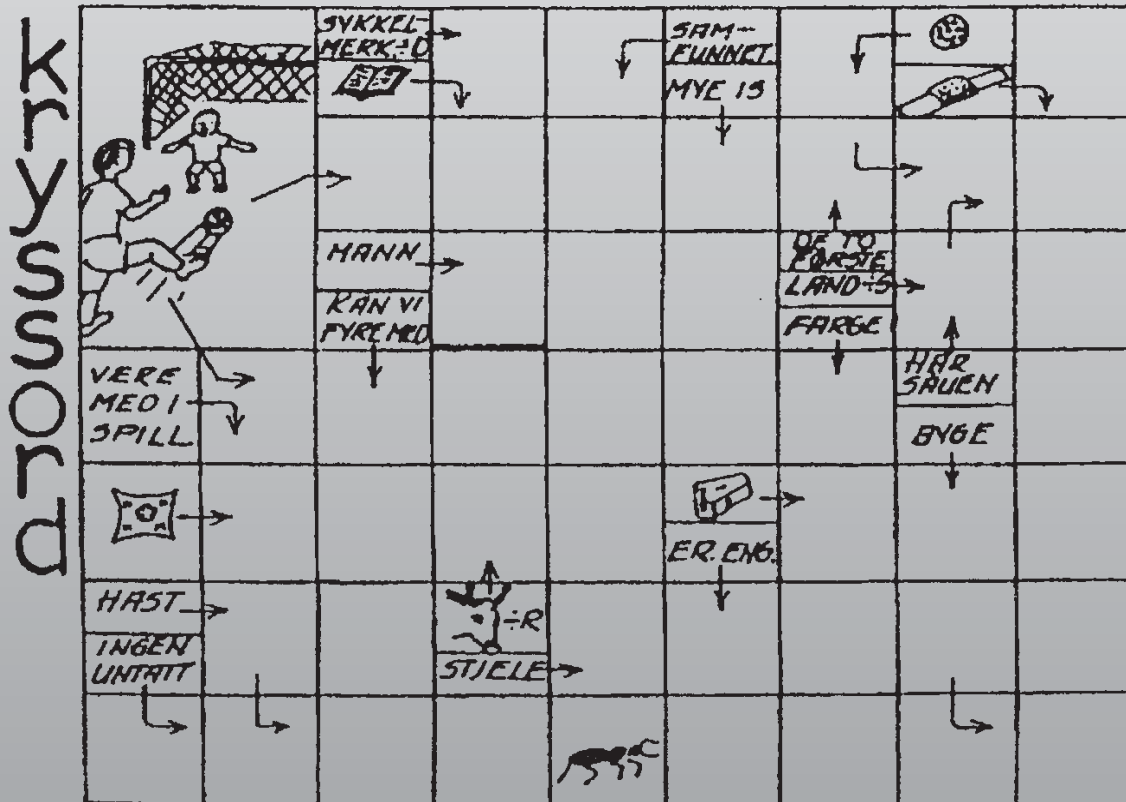 kryssord
SYKKEL-
MERK÷D
SAM-
FUNNET.
MYE IS
MANN
KAN VI
FYRE MED
DE TO
FØRSTE
LAND÷S
FARGE
VERE
MED I
SPILL
HAR
SAUEN
BYGE
ER. ENG.
HAST
INGEN
UNTATT
÷R
STJELE